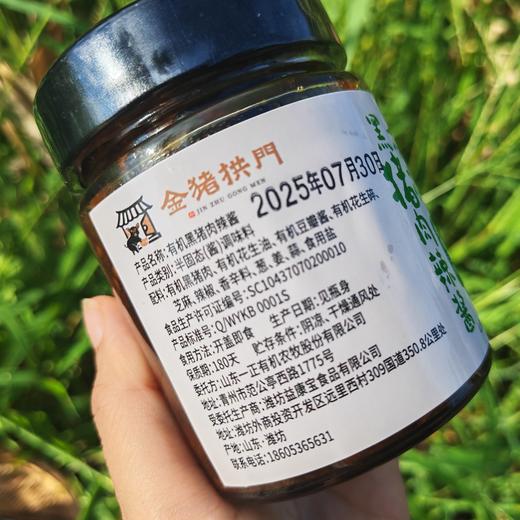 金猪拱門
JIN ZHU GONG MEN
2025年07月30日
产品名称:有机黑猪肉辣酱
产品类别:半固态(酱)调味料
配料:有机黑猪肉、有机花生油、有机豆瓣酱、有机花生碎、
芝麻、辣椒、香辛料、葱、姜、蒜、食用盐
食品生产许可证编号:SC10437070200010
产品标准号:Q/WYKB 0001S
食用方法:开盖即食 生产日期:见瓶身
保质期:180天 贮存条件:阴凉、干燥通风处
委托方:山东一正有机农牧股份有限公司
地址:青州市范公亭西路1775号
受委托生产商:潍坊益康宝食品有限公司
地址:潍坊外商投资开发区远里西村309国道350.8公里处
产地:山东·潍坊
联系电话:18605365631
黑猪肉辣酱